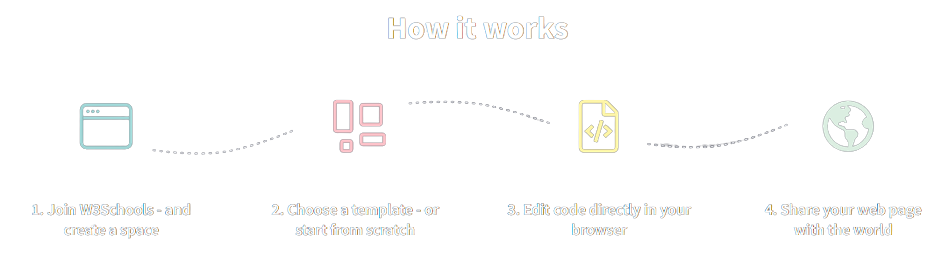 How it works
1. Join W3Schools - and
create a space
2. Choose a template - or
start from scratch
3. Edit code directly in your
browser
4. Share your web page
with the world